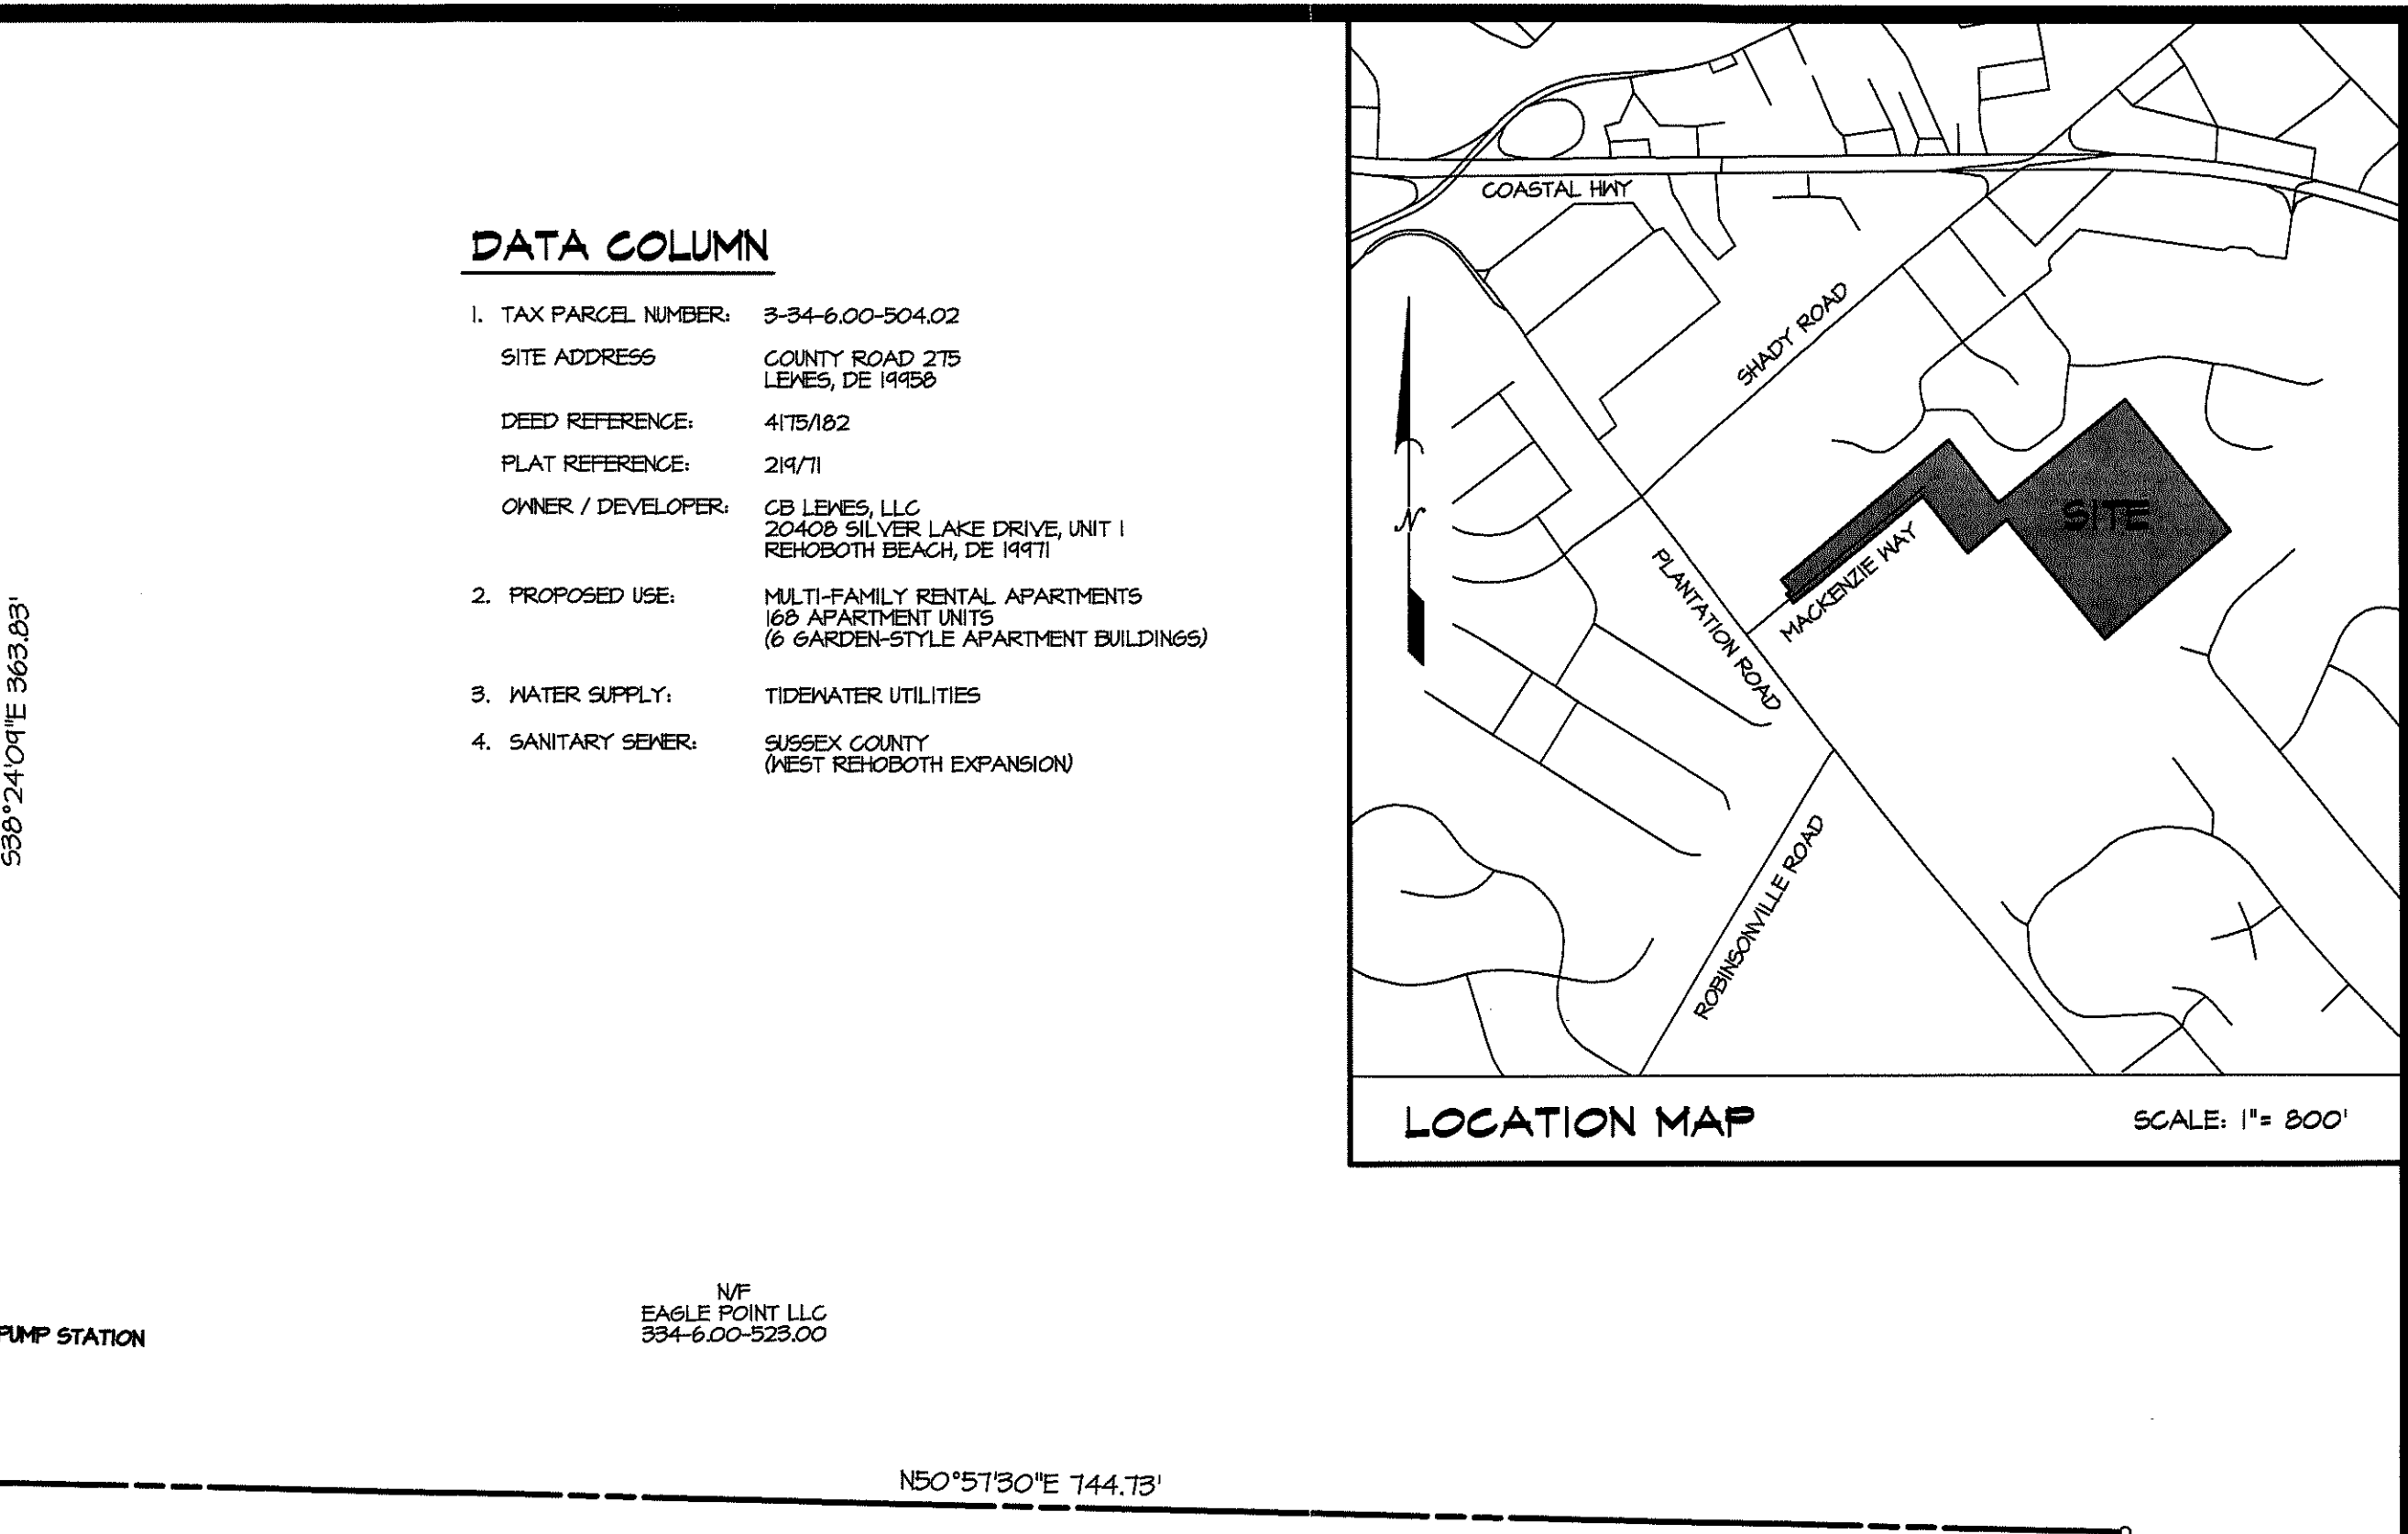 DATA COLUMN
1. TAX PARCEL NUMBER: 3-34-6.00-504.02
SITE ADDRESS COUNTY ROAD 275
LEWES, DE 19958
DEED REFERENCE: 4175/182
PLAT REFERENCE: 219/71
OWNER / DEVELOPER: CB LEWES, LLC
20408 SILVER LAKE DRIVE, UNIT 1
REHOBOTH BEACH, DE 19971
2. PROPOSED USE: MULTI-FAMILY RENTAL APARTMENTS
168 APARTMENT UNITS
(6 GARDEN-STYLE APARTMENT BUILDINGS)
3. WATER SUPPLY: TIDEWATER UTILITIES
4. SANITARY SEWER: SUSSEX COUNTY
(WEST REHOBOTH EXPANSION)
S38°24'09"E 363.83'
COASTAL HWY
SHADY ROAD
N
SITE
MACKENZIE WAY
PLANTATION ROAD
ROBINSONVILLE ROAD
LOCATION MAP
SCALE: 1"= 800'
N/F
EAGLE POINT LLC
334-6.00-523.00
PUMP STATION
N50°57'30"E 744.73'